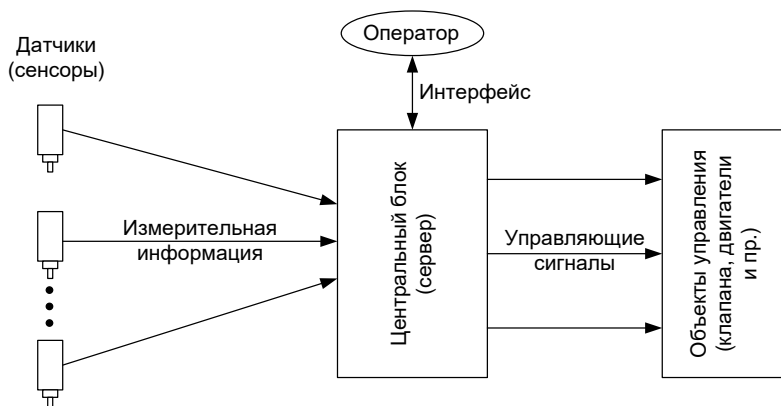 Оператор
Датчики
(сенсоры)
Интерфейс
Измерительная
информация
Центральный блок
(сервер)
Управляющие
сигналы
Объекты управления
(клапана, двигатели
и пр.)